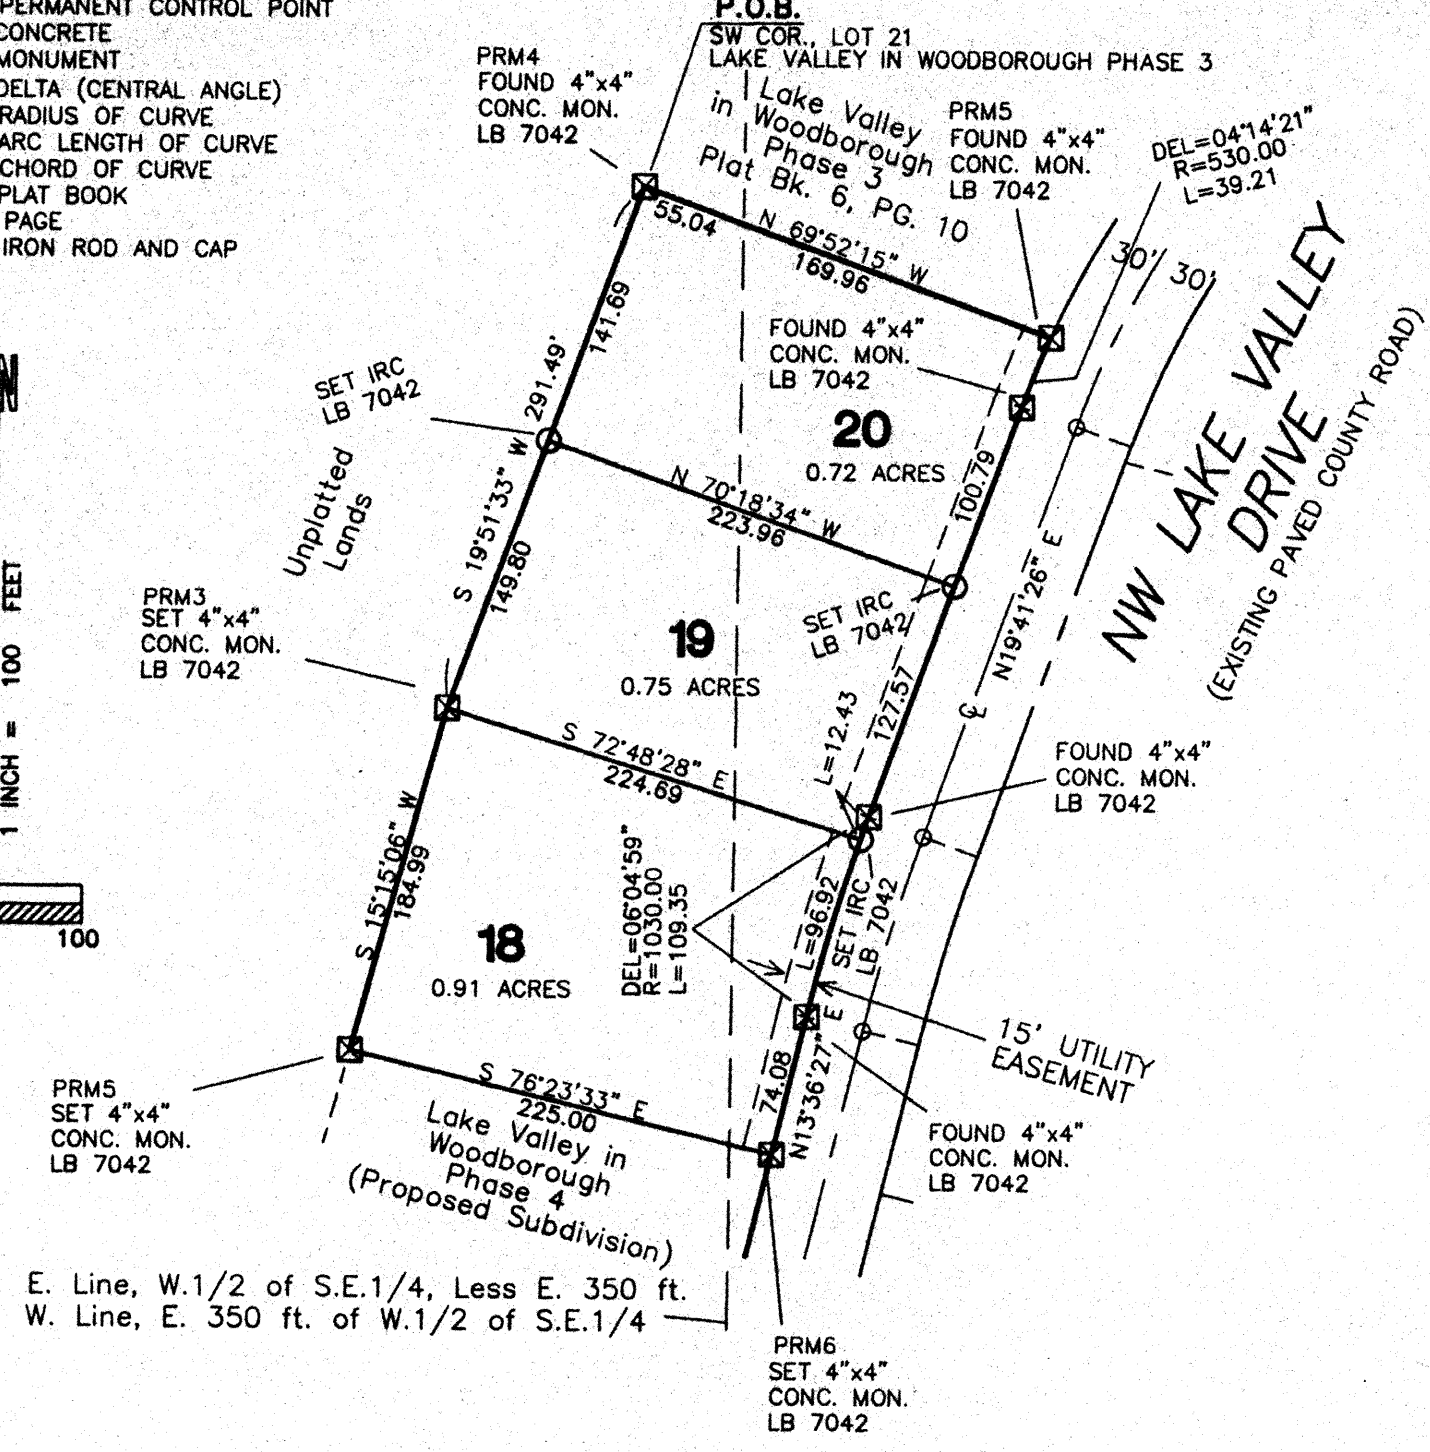 PERMANENT CONTROL POINT
CONCRETE
MONUMENT
DELTA (CENTRAL ANGLE)
RADIUS OF CURVE
ARC LENGTH OF CURVE
CHORD OF CURVE
PLAT BOOK
PAGE
IRON ROD AND CAP
P.O.B.
SW COR., LOT 21
LAKE VALLEY IN WOODBOROUGH PHASE 3
PRM4
FOUND 4"x4"
CONC. MON.
LB 7042
Lake Valley
in Woodborough
Phase 3
Plat Bk. 6, PG. 10
PRM5
FOUND 4"x4"
CONC. MON.
LB 7042
DEL=04°14'21"
R=530.00
L=39.21
55.04
N 69°52'15" W
169.96
30' 30'
NW LAKE VALLEY
DRIVE
(EXISTING PAVED COUNTY ROAD)
FOUND 4"x4"
CONC. MON.
LB 7042
141.69
S 19°51'33" W 291.49'
149.80
SET IRC
LB 7042
N
Unplatted
Lands
20
0.72 ACRES
100.79
N 70°18'34" W
223.96
N19°41'26" E
SET IRC
LB 7042
PRM3
SET 4"x4"
CONC. MON.
LB 7042
19
0.75 ACRES
127.57
L=12.43
S 72°48'28" E
224.69
FOUND 4"x4"
CONC. MON.
LB 7042
1 INCH = 100 FEET
100
S 15°15'06" W
184.99
18
0.91 ACRES
DEL=06°04'59"
R=1030.00
L=109.35
L=96.92
SET IRC
LB 7042
15' UTILITY
EASEMENT
PRM5
SET 4"x4"
CONC. MON.
LB 7042
S 76°23'33" E
225.00
74.08
N13°36'27" E
FOUND 4"x4"
CONC. MON.
LB 7042
Lake Valley in
Woodborough
Phase 4
(Proposed Subdivision)
E. Line, W.1/2 of S.E.1/4, Less E. 350 ft.
W. Line, E. 350 ft. of W.1/2 of S.E.1/4
PRM6
SET 4"x4"
CONC. MON.
LB 7042